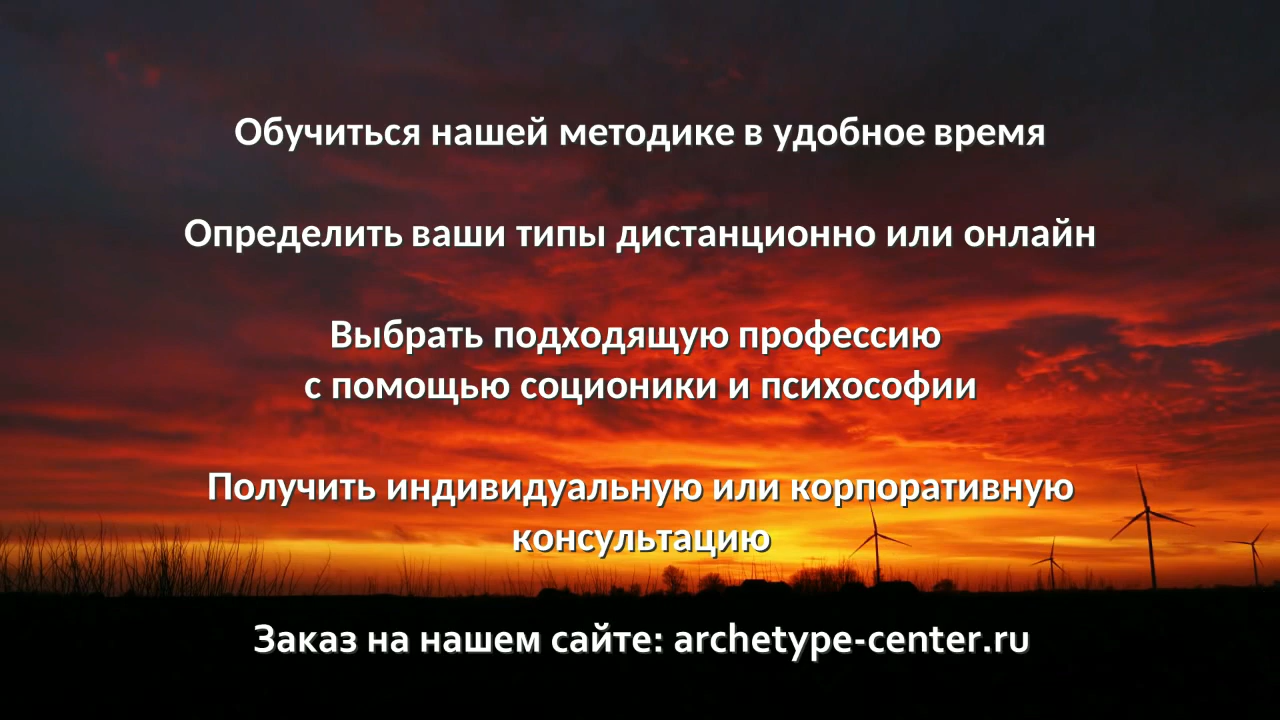 Обучиться нашей методике в удобное время
Определить ваши типы дистанционно или онлайн
Выбрать подходящую профессию
с помощью соционики и психософии
Получить индивидуальную или корпоративную
консультацию
Заказ на нашем сайте: archetype-center.ru